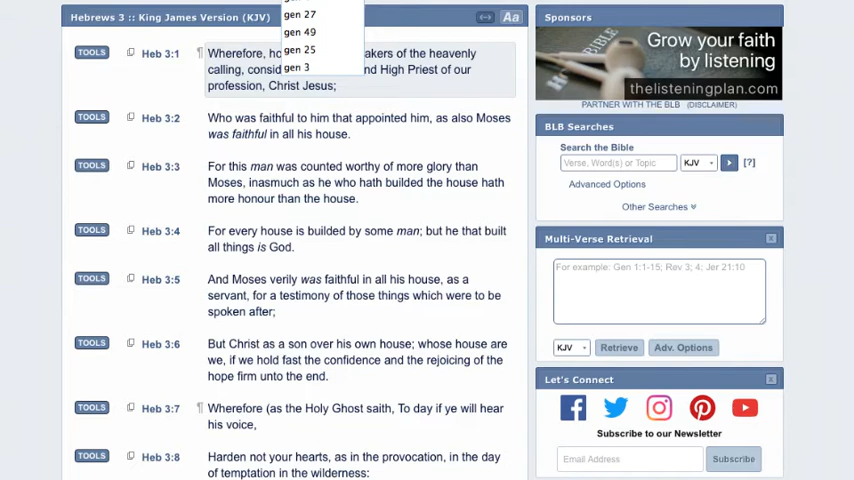 Hebrews 3 :: King James Version (KJV)
Aa
gen 27
gen 49
gen 25
gen 3
TOOLS Heb 3:1 ¶ Wherefore, ho akers of the heavenly
calling, consid nd High Priest of our
profession, Christ Jesus;
TOOLS Heb 3:2 Who was faithful to him that appointed him, as also Moses
was faithful in all his house.
TOOLS Heb 3:3 For this man was counted worthy of more glory than
Moses, inasmuch as he who hath builded the house hath
more honour than the house.
TOOLS Heb 3:4 For every house is builded by some man; but he that built
all things is God.
TOOLS Heb 3:5 And Moses verily was faithful in all his house, as a
servant, for a testimony of those things which were to be
spoken after;
TOOLS Heb 3:6 But Christ as a son over his own house; whose house are
we, if we hold fast the confidence and the rejoicing of the
hope firm unto the end.
TOOLS Heb 3:7 ¶ Wherefore (as the Holy Ghost saith, To day if ye will hear
his voice,
TOOLS Heb 3:8 Harden not your hearts, as in the provocation, in the day
of temptation in the wilderness:
Sponsors
BIBLE
Grow your faith
by listening
thelisteningplan.com
PARTNER WITH THE BLB (DISCLAIMER)
BLB Searches
Search the Bible
Verse, Word(s) or Topic KJV [?]
Advanced Options
Other Searches
Multi-Verse Retrieval x
For example: Gen 1:1-15; Rev 3; 4; Jer 21:10
KJV Retrieve Adv. Options
Let's Connect x
Subscribe to our Newsletter
Email Address Subscribe